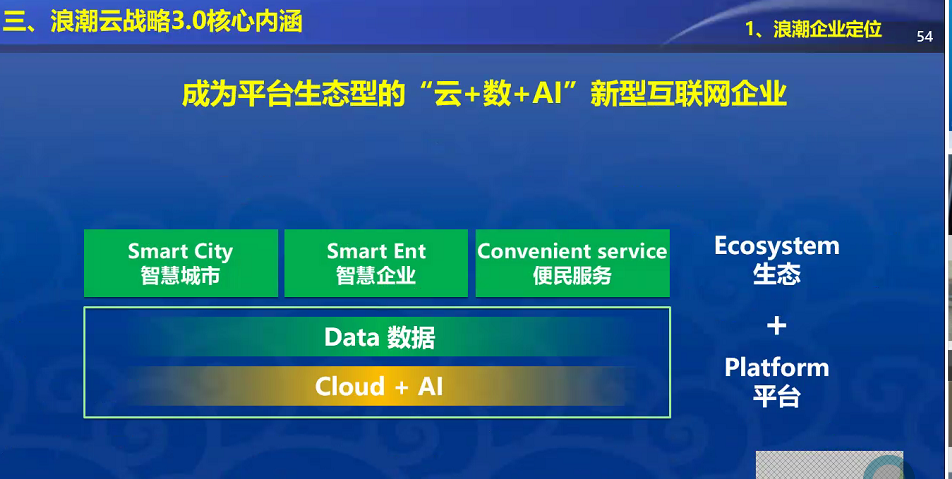 三、浪潮云战略3.0核心内涵
1、浪潮企业定位
54
成为平台生态型的“云+数+AI”新型互联网企业
Smart City
智慧城市
Smart Ent
智慧企业
Convenient service
便民服务
Ecosystem
生态
+
Data 数据
Cloud + AI
Platform
平台